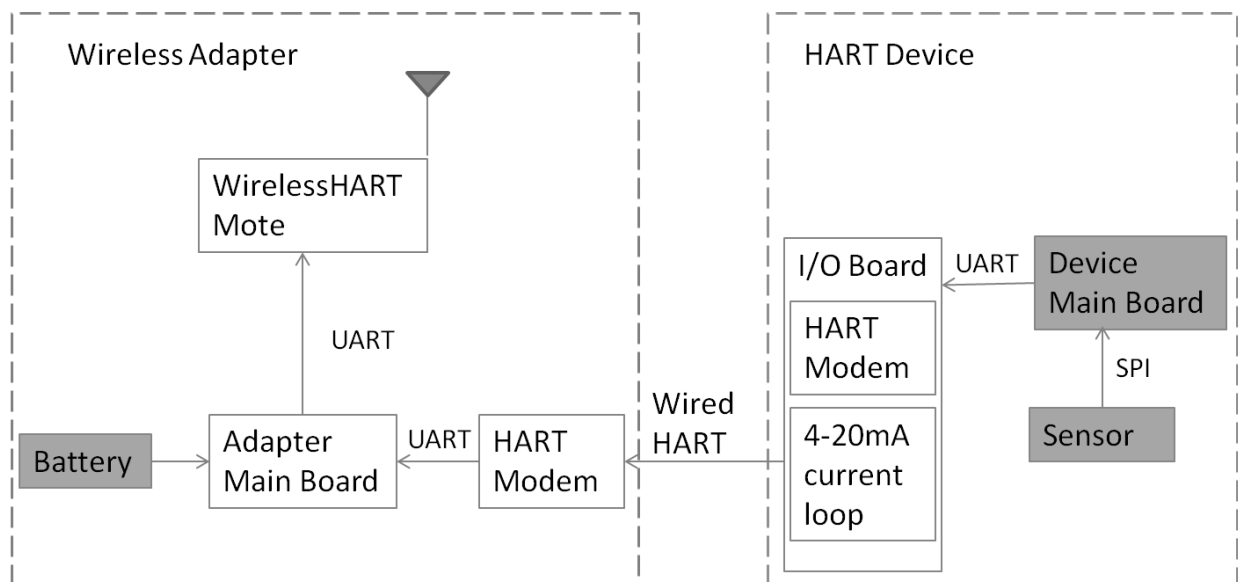 Wireless Adapter
WirelessHART
Mote
UART
Battery
Adapter
Main Board
UART
HART
Modem
Wired
HART
HART Device
I/O Board
HART
Modem
4-20mA
current
loop
UART
Device
Main Board
SPI
Sensor